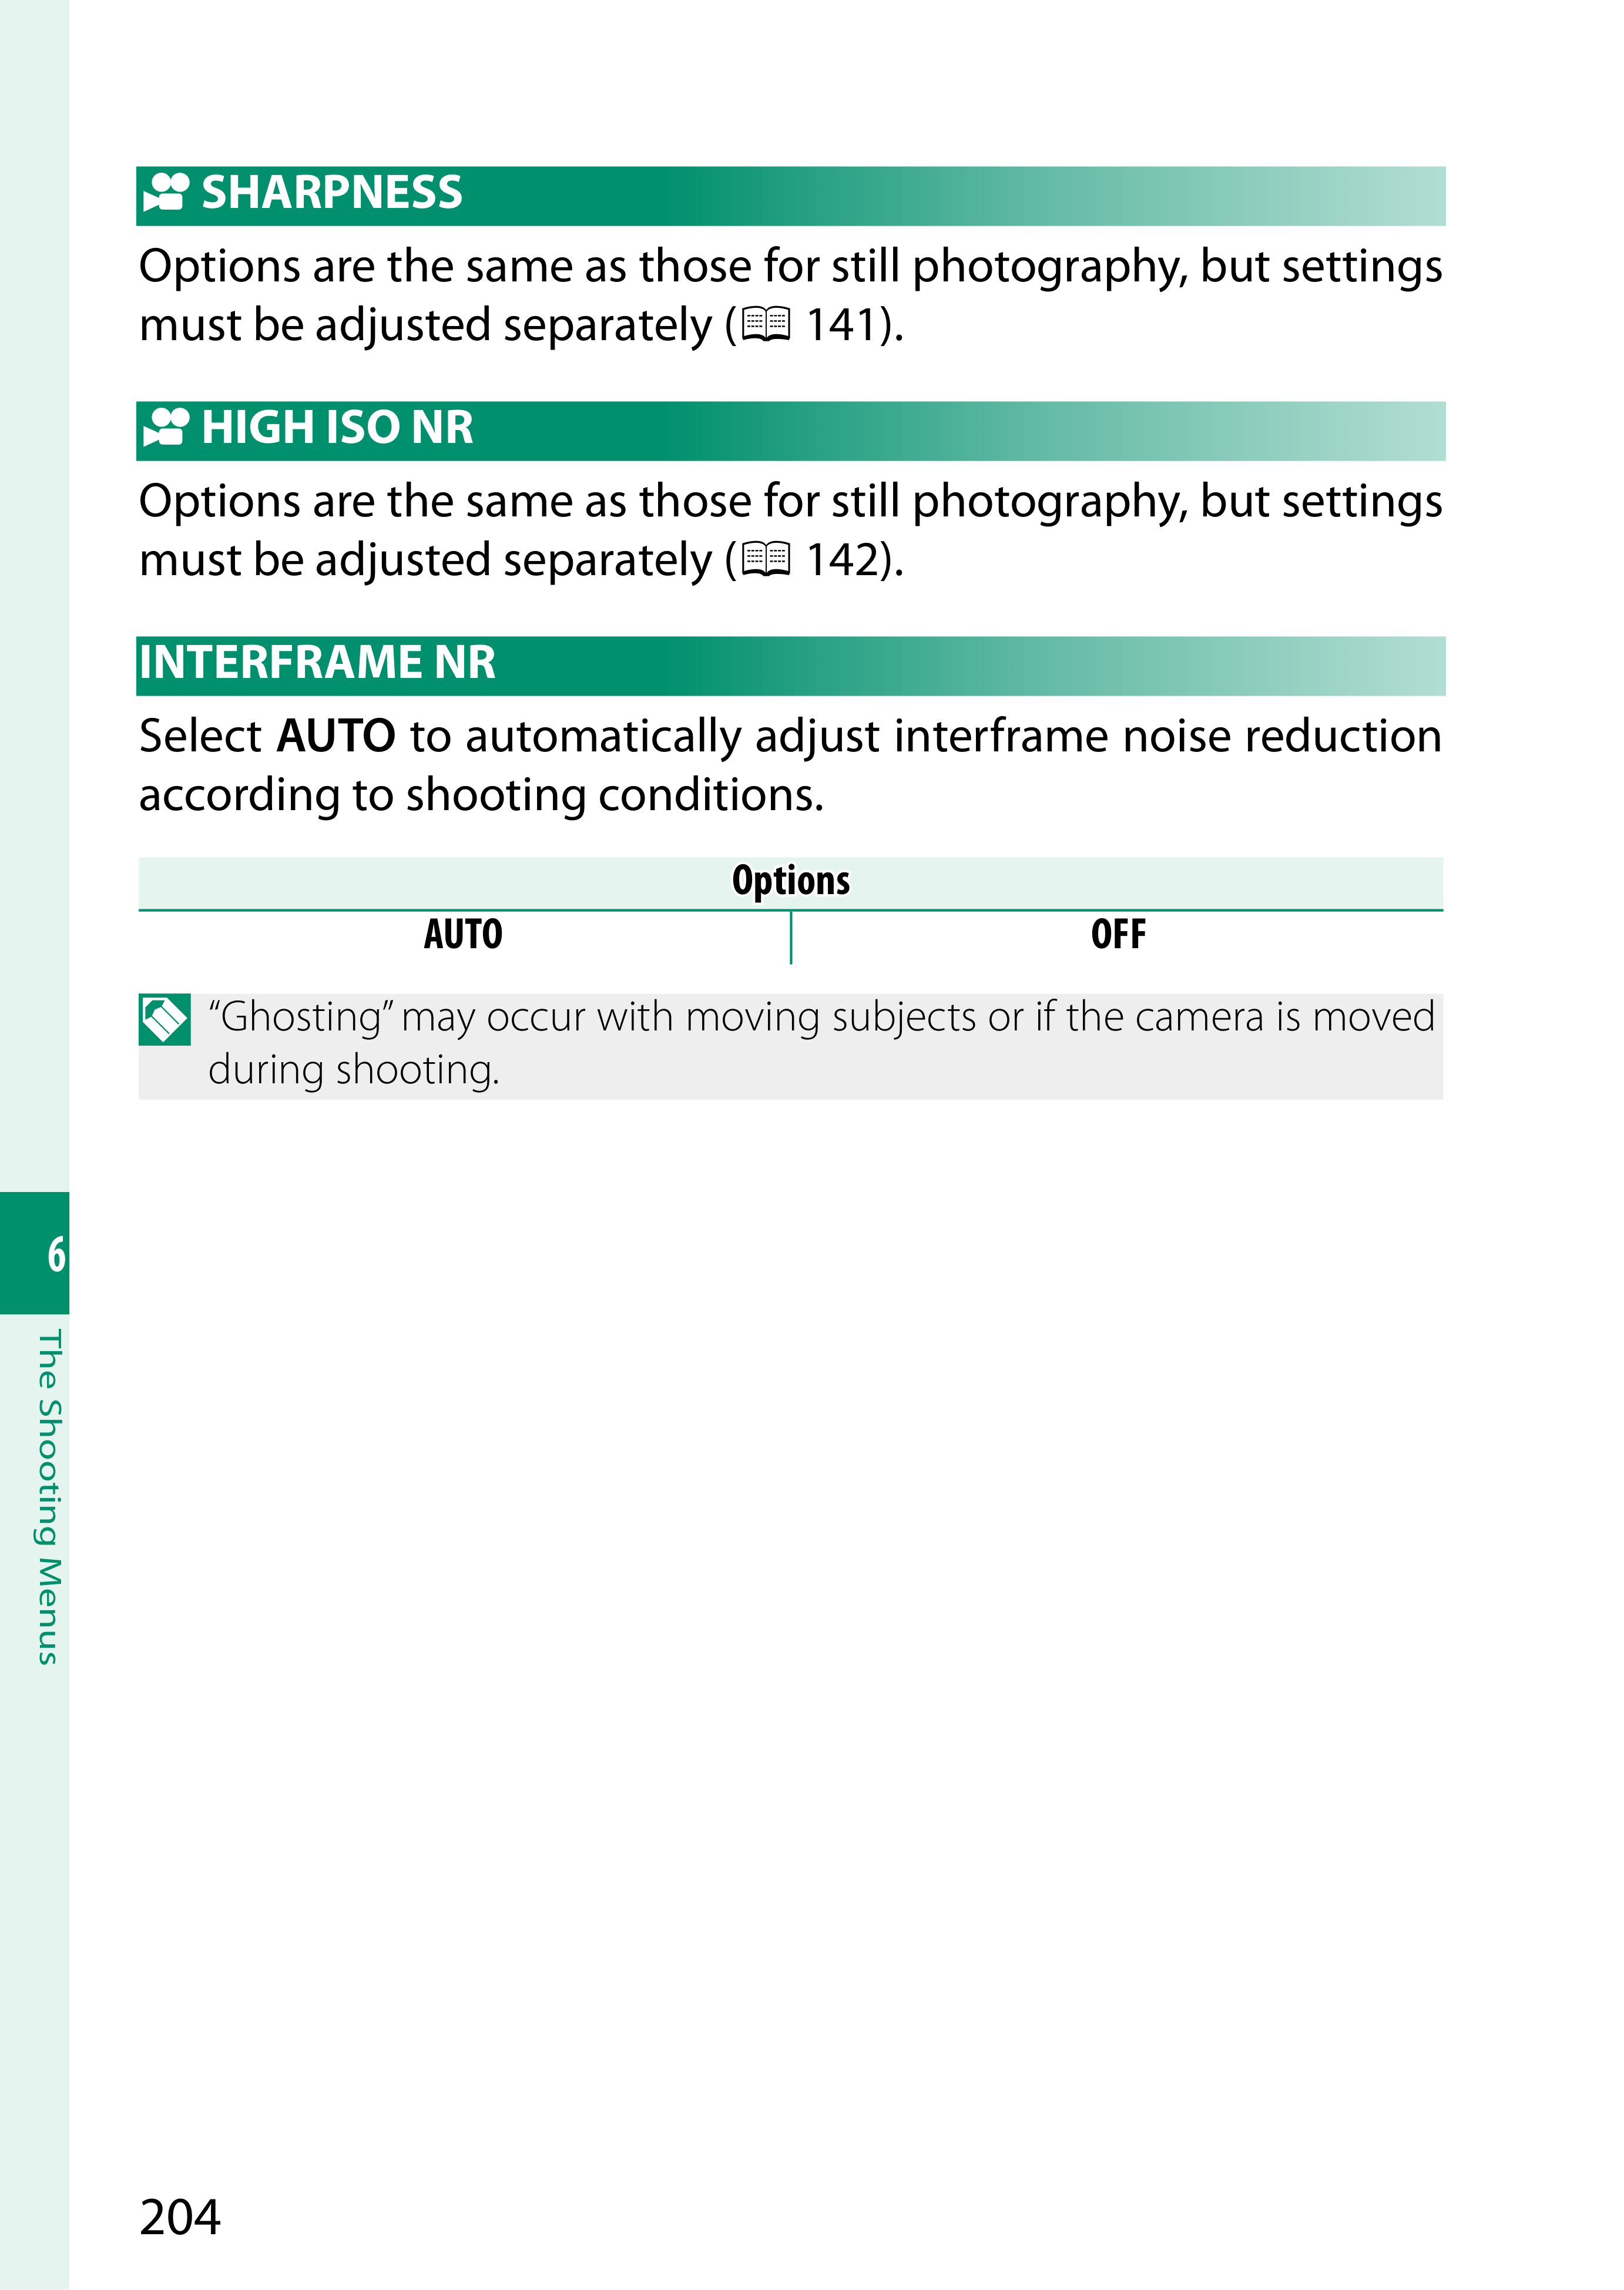 SHARPNESS
Options are the same as those for still photography, but settings
must be adjusted separately ( 141).
HIGH ISO NR
Options are the same as those for still photography, but settings
must be adjusted separately ( 142).
INTERFRAME NR
Select AUTO to automatically adjust interframe noise reduction
according to shooting conditions.
Options
AUTO OFF
“Ghosting” may occur with moving subjects or if the camera is moved
during shooting.
6
The Shooting Menus
204